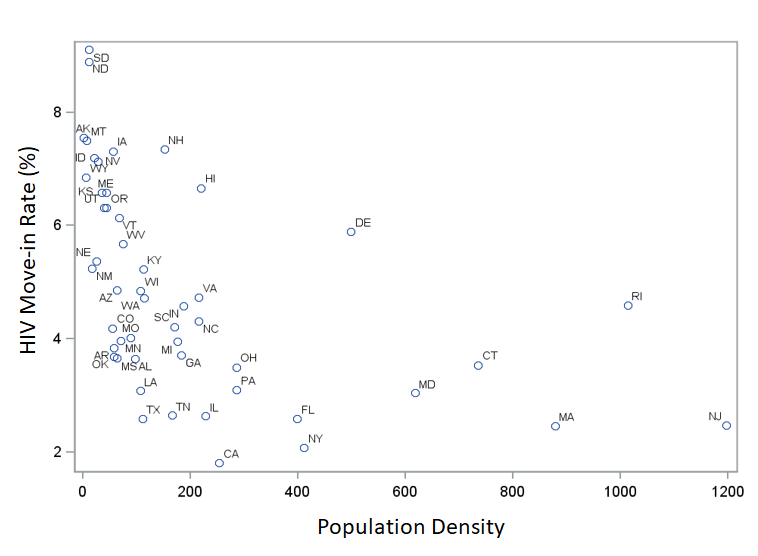 SD
ND
8
AK MT
IA
NH
ID
NV
WY
HI
ME
KS
UT OR
HIV Move-in Rate (%)
6
DE
VT
WV
NE
KY
NM
WI
AZ
VA
RI
WA
SC IN
CO
MO
NC
4
MN
MI
AR
OK
MS AL
GA
OH
CT
LA
PA
MD
TX
TN
IL
FL
MA
NJ
NY
2
CA
0 200 400 600 800 1000 1200
Population Density